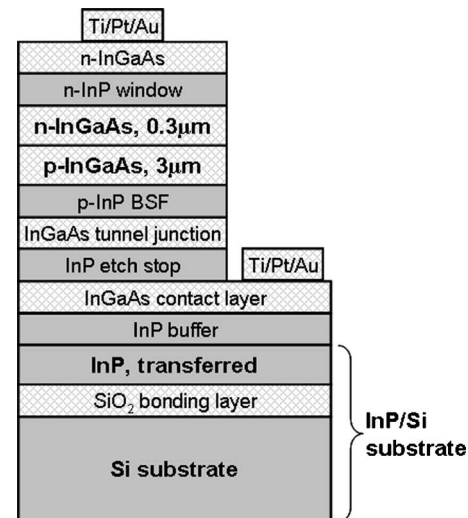 Ti/Pt/Au
n-InGaAs
n-InP window
n-InGaAs, 0.3μm
p-InGaAs, 3μm
p-InP BSF
InGaAs tunnel junction
InP etch stop
Ti/Pt/Au
InGaAs contact layer
InP buffer
InP, transferred
SiO₂ bonding layer
Si substrate
InP/Si
substrate